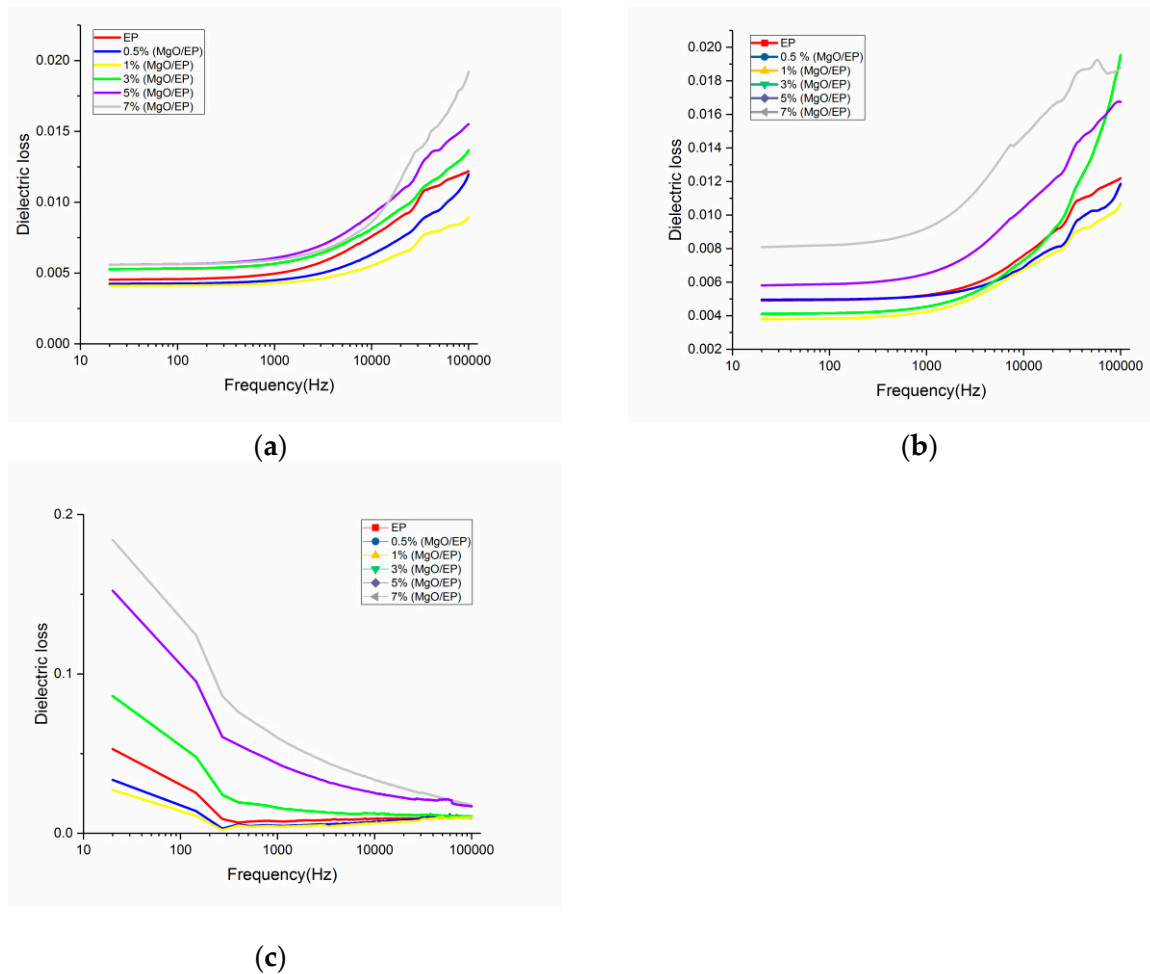 EP
0.5% (MgO/EP)
1% (MgO/EP)
3% (MgO/EP)
5% (MgO/EP)
7% (MgO/EP)
0.020
0.015
0.010
0.005
0.000
Dielectric loss
10
100
1000
10000
100000
Frequency(Hz)
(a)
EP
0.5 % (MgO/EP)
1% (MgO/EP)
3% (MgO/EP)
5% (MgO/EP)
7% (MgO/EP)
0.020
0.018
0.016
0.014
0.012
0.010
0.008
0.006
0.004
0.002
Dielectric loss
10
100
1000
10000
100000
Frequency(Hz)
(b)
EP
0.5% (MgO/EP)
1% (MgO/EP)
3% (MgO/EP)
5% (MgO/EP)
7% (MgO/EP)
0.2
0.1
0.0
Dielectric loss
10
100
1000
10000
100000
Frequency(Hz)
(c)